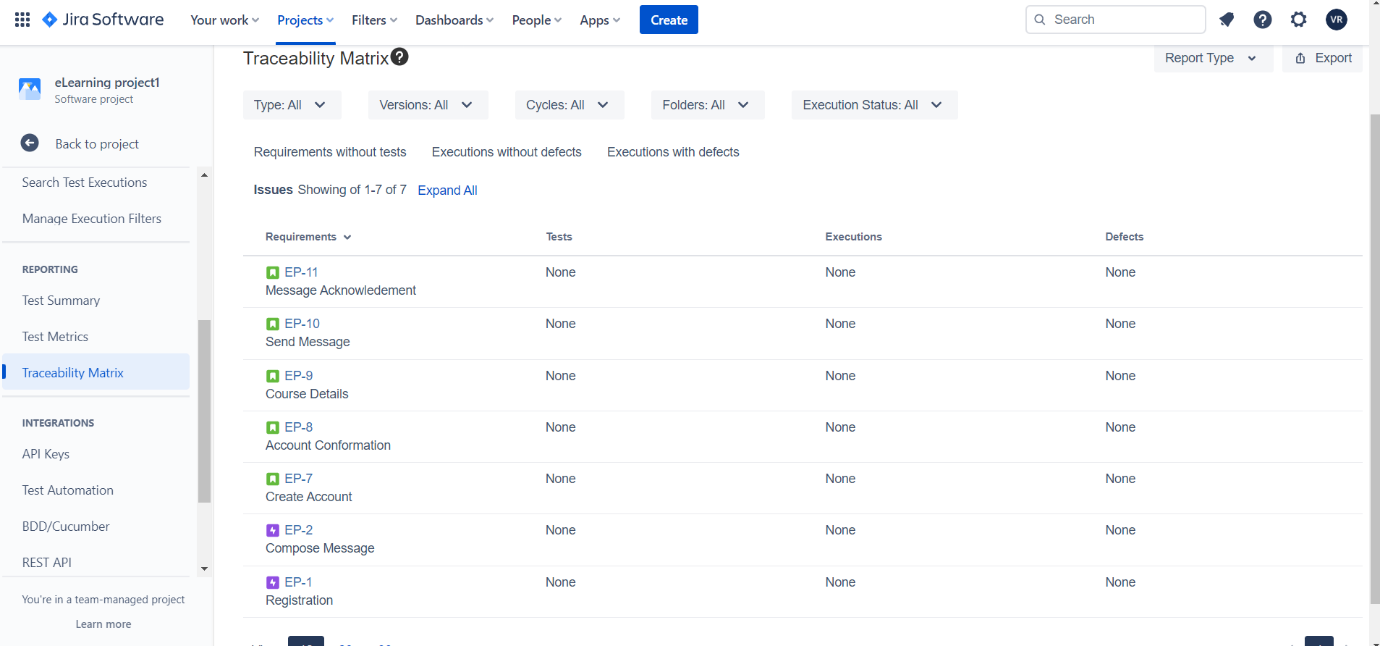 Jira Software Your work Projects Filters Dashboards People Apps Create Search VR
eLearning project1
Software project
Back to project
Search Test Executions
Manage Execution Filters
REPORTING
Test Summary
Test Metrics
Traceability Matrix
INTEGRATIONS
API Keys
Test Automation
BDD/Cucumber
REST API
You're in a team-managed project
Learn more
Traceability Matrix ? Report Type Export
Type: All Versions: All Cycles: All Folders: All Execution Status: All
Requirements without tests Executions without defects Executions with defects
Issues Showing of 1-7 of 7 Expand All
Requirements Tests Executions Defects
EP-11 None None None
Message Acknowledement
EP-10 None None None
Send Message
EP-9 None None None
Course Details
EP-8 None None None
Account Conformation
EP-7 None None None
Create Account
EP-2 None None None
Compose Message
EP-1 None None None
Registration